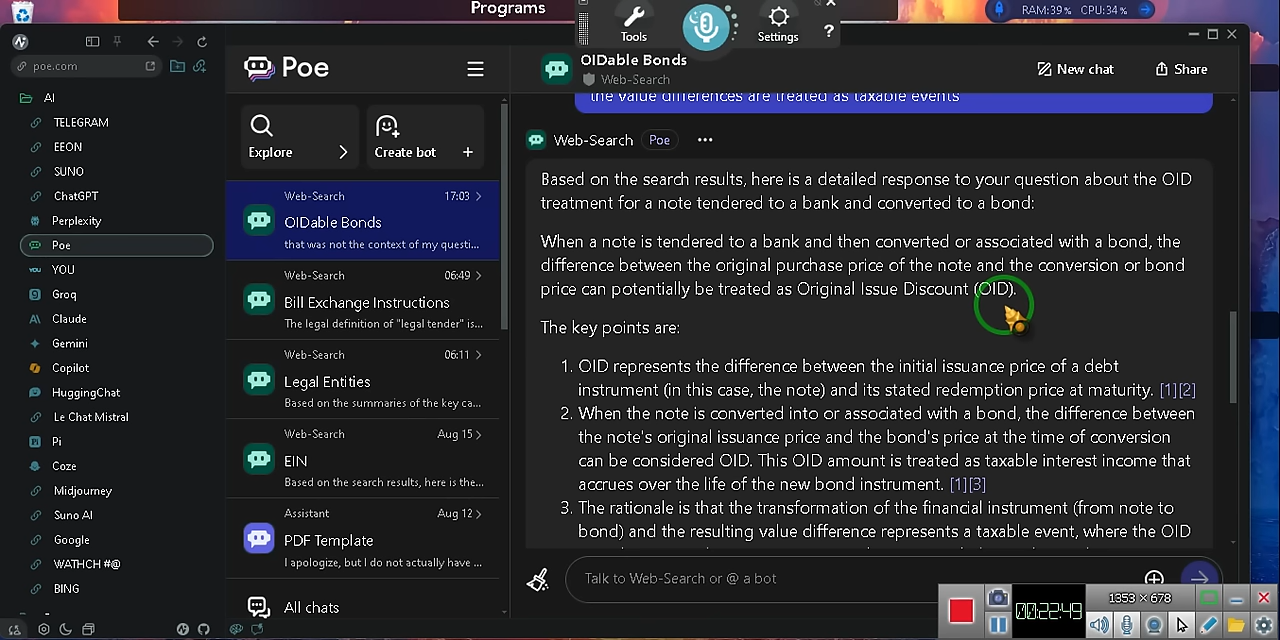 Programs
RAM:39% CPU:34%
Tools
Settings
?
poe.com
AI
TELEGRAM
EEON
SUNO
ChatGPT
Perplexity
Poe
YOU
Groq
Claude
Gemini
Copilot
HuggingChat
Le Chat Mistral
Pi
Coze
Midjourney
Suno AI
Google
WATHCH #@
BING
Poe
Explore
Create bot
Web-Search 17:03
OIDable Bonds
that was not the context of my questi...
Web-Search 06:49
Bill Exchange Instructions
The legal definition of "legal tender" is...
Web-Search 06:11
Legal Entities
Based on the summaries of the key ca...
Web-Search Aug 15
EIN
Based on the search results, here is the...
Assistant Aug 12
PDF Template
I apologize, but I do not actually have ...
All chats
OIDable Bonds
Web-Search
New chat
Share
the value differences are treated as taxable events
Web-Search Poe
Based on the search results, here is a detailed response to your question about the OID
treatment for a note tendered to a bank and converted to a bond:
When a note is tendered to a bank and then converted or associated with a bond, the
difference between the original purchase price of the note and the conversion or bond
price can potentially be treated as Original Issue Discount (OID).
The key points are:
1. OID represents the difference between the initial issuance price of a debt
instrument (in this case, the note) and its stated redemption price at maturity. [1][2]
2. When the note is converted into or associated with a bond, the difference between
the note's original issuance price and the bond's price at the time of conversion
can be considered OID. This OID amount is treated as taxable interest income that
accrues over the life of the new bond instrument. [1][3]
3. The rationale is that the transformation of the financial instrument (from note to
bond) and the resulting value difference represents a taxable event, where the OID
Talk to Web-Search or @ a bot
00:22:49
1353 × 678